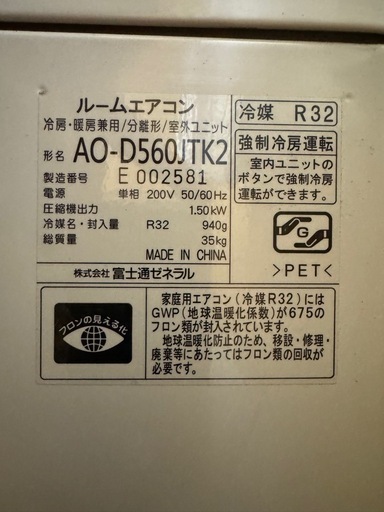 ルームエアコン
冷房・暖房兼用/分離形/室外ユニット
形名 AO-D560JTK2
製造番号 E 002581
電源 単相 200V 50/60Hz
圧縮機出力 1.50kW
冷媒名・封入量 R32 940g
総質量 35kg
MADE IN CHINA
株式会社 富士通ゼネラル
冷媒 R32
強制冷房運転
室内ユニットの
ボタンで強制冷房
運転ができます。
G
>PET<
フロンの見える化
家庭用エアコン(冷媒R32)には
GWP(地球温暖化係数)が675の
フロン類が封入されています。
地球温暖化防止のため、移設・修理・
廃棄等にあたってはフロン類の回収が
必要です。